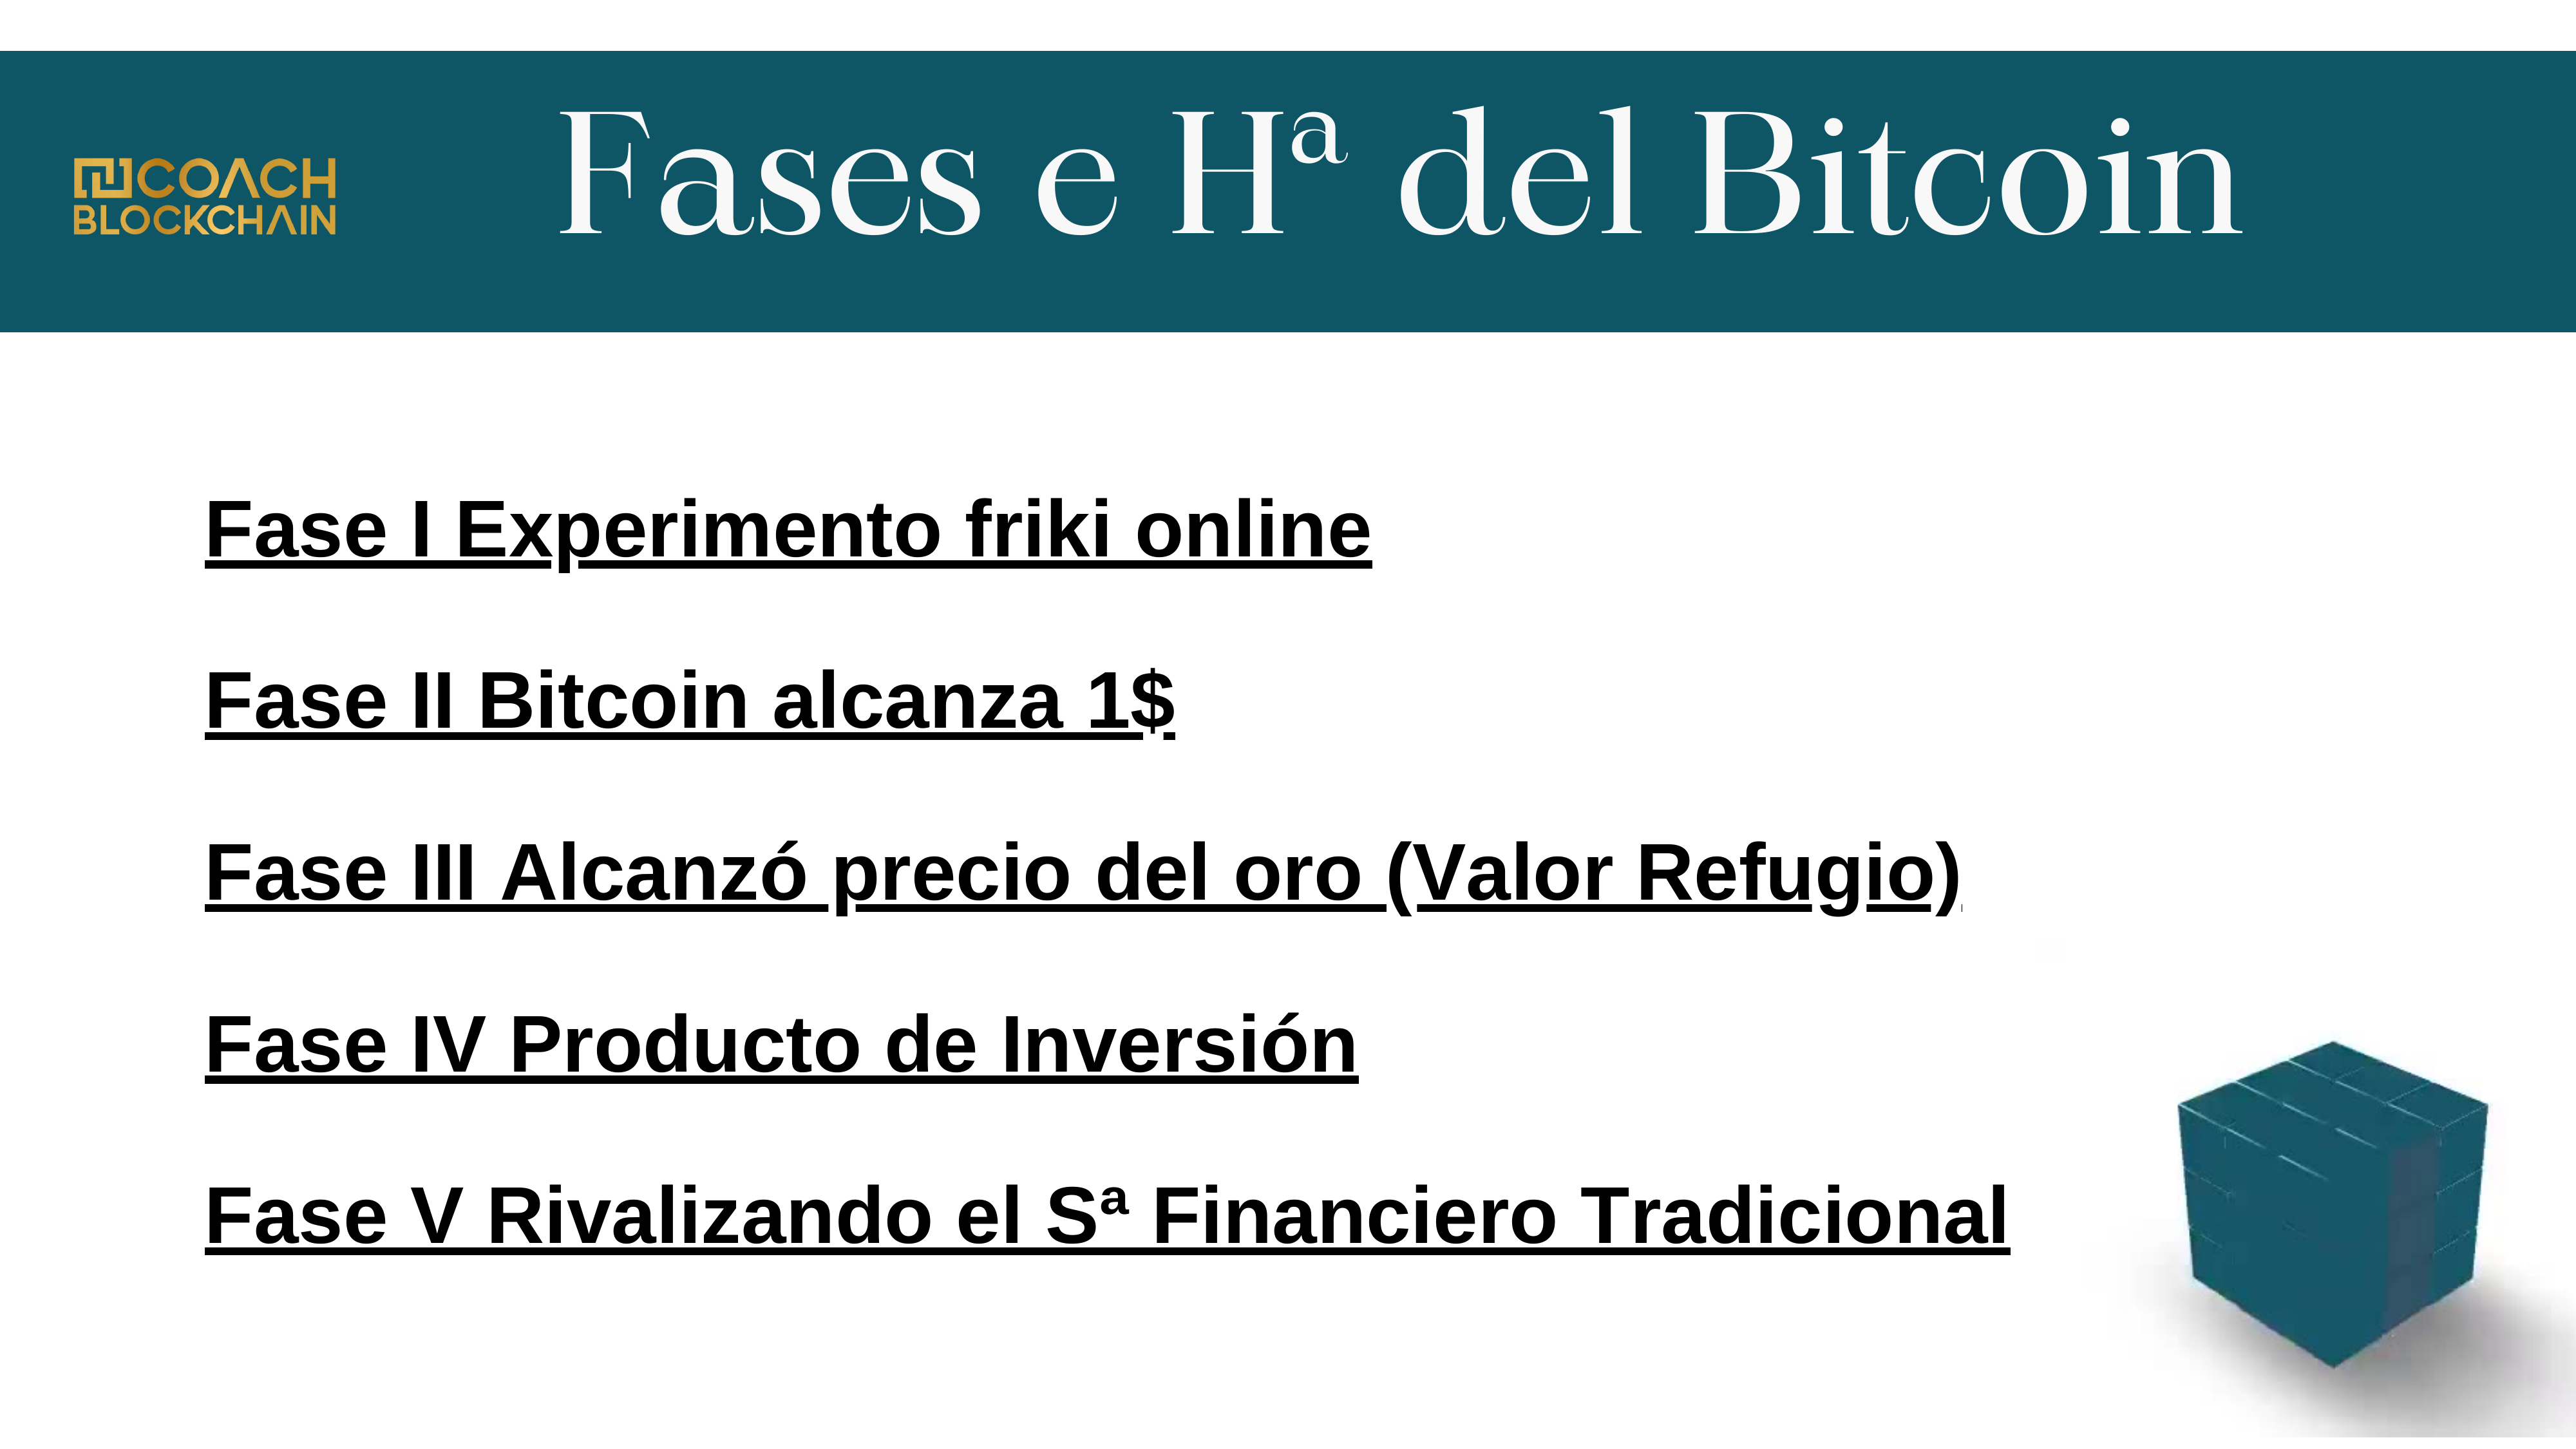 COACH
BLOCKCHAIN
Fases e Hª del Bitcoin
Fase I Experimento friki online
Fase II Bitcoin alcanza 1$
Fase III Alcanzó precio del oro (Valor Refugio)
Fase IV Producto de Inversión
Fase V Rivalizando el Sª Financiero Tradicional